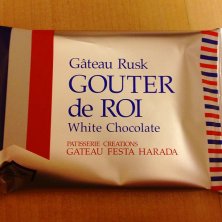 Gâteau Rusk
GOUTER
de ROI
White Chocolate
PATISSERIE CREATIONS
GATEAU FESTA HARADA